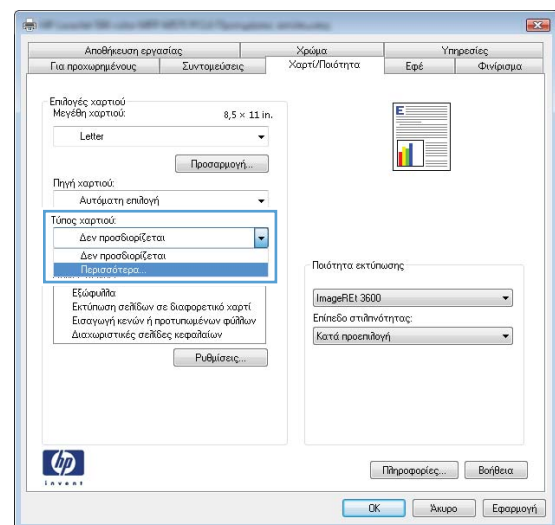 Αποθήκευση εργασίας
Χρώμα
Υπηρεσίες
Για προχωρημένους
Συντομεύσεις
Χαρτί/Ποιότητα
Εφέ
Φινίρισμα
Επιλογές χαρτιού
Μεγέθη χαρτιού:
8,5 × 11 in.
Letter
Προσαρμογή...
Πηγή χαρτιού:
Αυτόματη επιλογή
Τύπος χαρτιού:
Δεν προσδιορίζεται
Δεν προσδιορίζεται
Περισσότερα...
Εξώφυλλα
Εκτύπωση σελίδων σε διαφορετικό χαρτί
Εισαγωγή κενών ή προτυπωμένων φύλλων
Διαχωριστικές σελίδες κεφαλαίων
Ρυθμίσεις...
E
Ποιότητα εκτύπωσης
ImageREt 3600
Επίπεδο στιλπνότητας:
Κατά προεπιλογή
hp
invent
Πληροφορίες...
Βοήθεια
OK
Άκυρο
Εφαρμογή